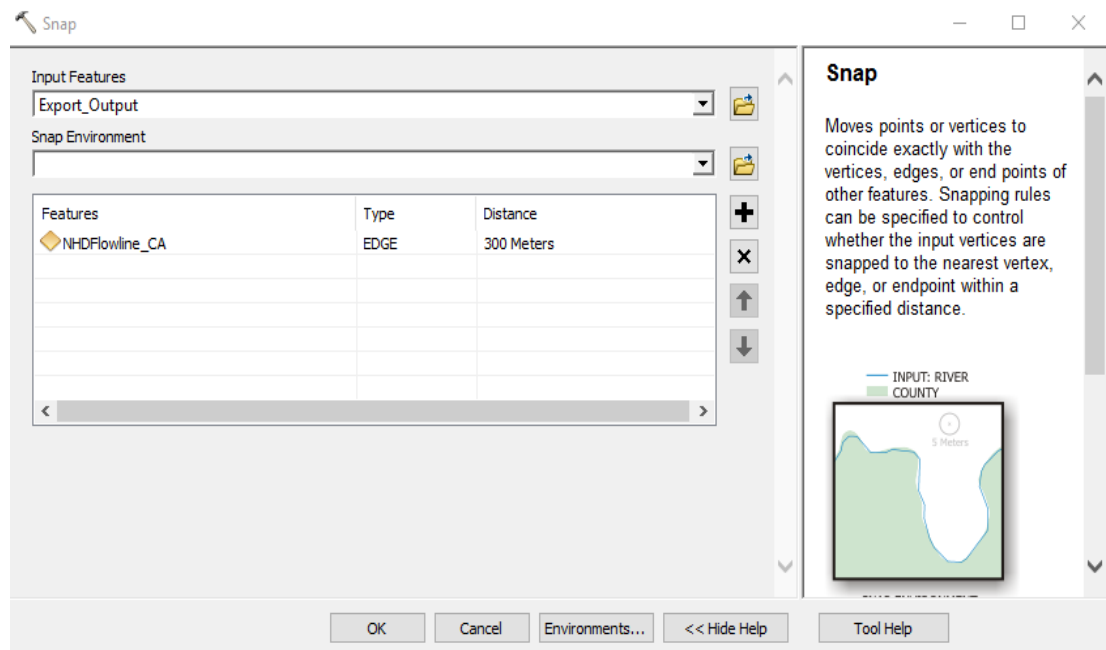 Snap
Input Features
Export_Output
Snap Environment
Features Type Distance
NHDFlowline_CA EDGE 300 Meters
OK Cancel Environments... << Hide Help Tool Help
Snap
Moves points or vertices to
coincide exactly with the
vertices, edges, or end points of
other features. Snapping rules
can be specified to control
whether the input vertices are
snapped to the nearest vertex,
edge, or endpoint within a
specified distance.
INPUT: RIVER
COUNTY
5 Meters